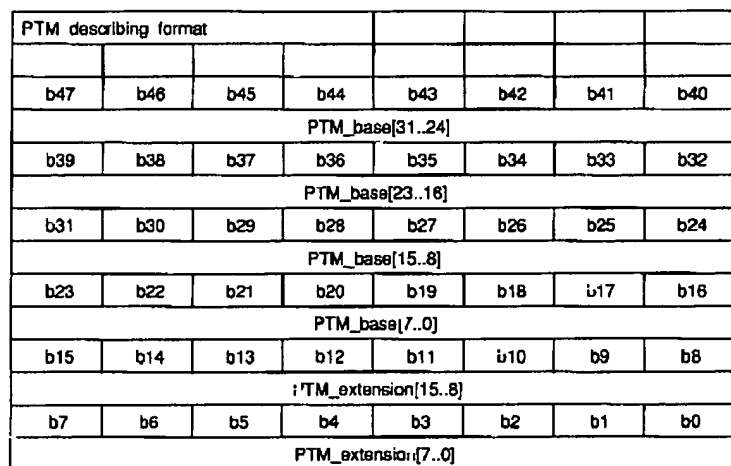 PTM describing format
b47 b46 b45 b44 b43 b42 b41 b40
PTM_base[31..24]
b39 b38 b37 b36 b35 b34 b33 b32
PTM_base[23..16]
b31 b30 b29 b28 b27 b26 b25 b24
PTM_base[15..8]
b23 b22 b21 b20 b19 b18 b17 b16
PTM_base[7..0]
b15 b14 b13 b12 b11 b10 b9 b8
PTM_extension[15..8]
b7 b6 b5 b4 b3 b2 b1 b0
PTM_extension[7..0]